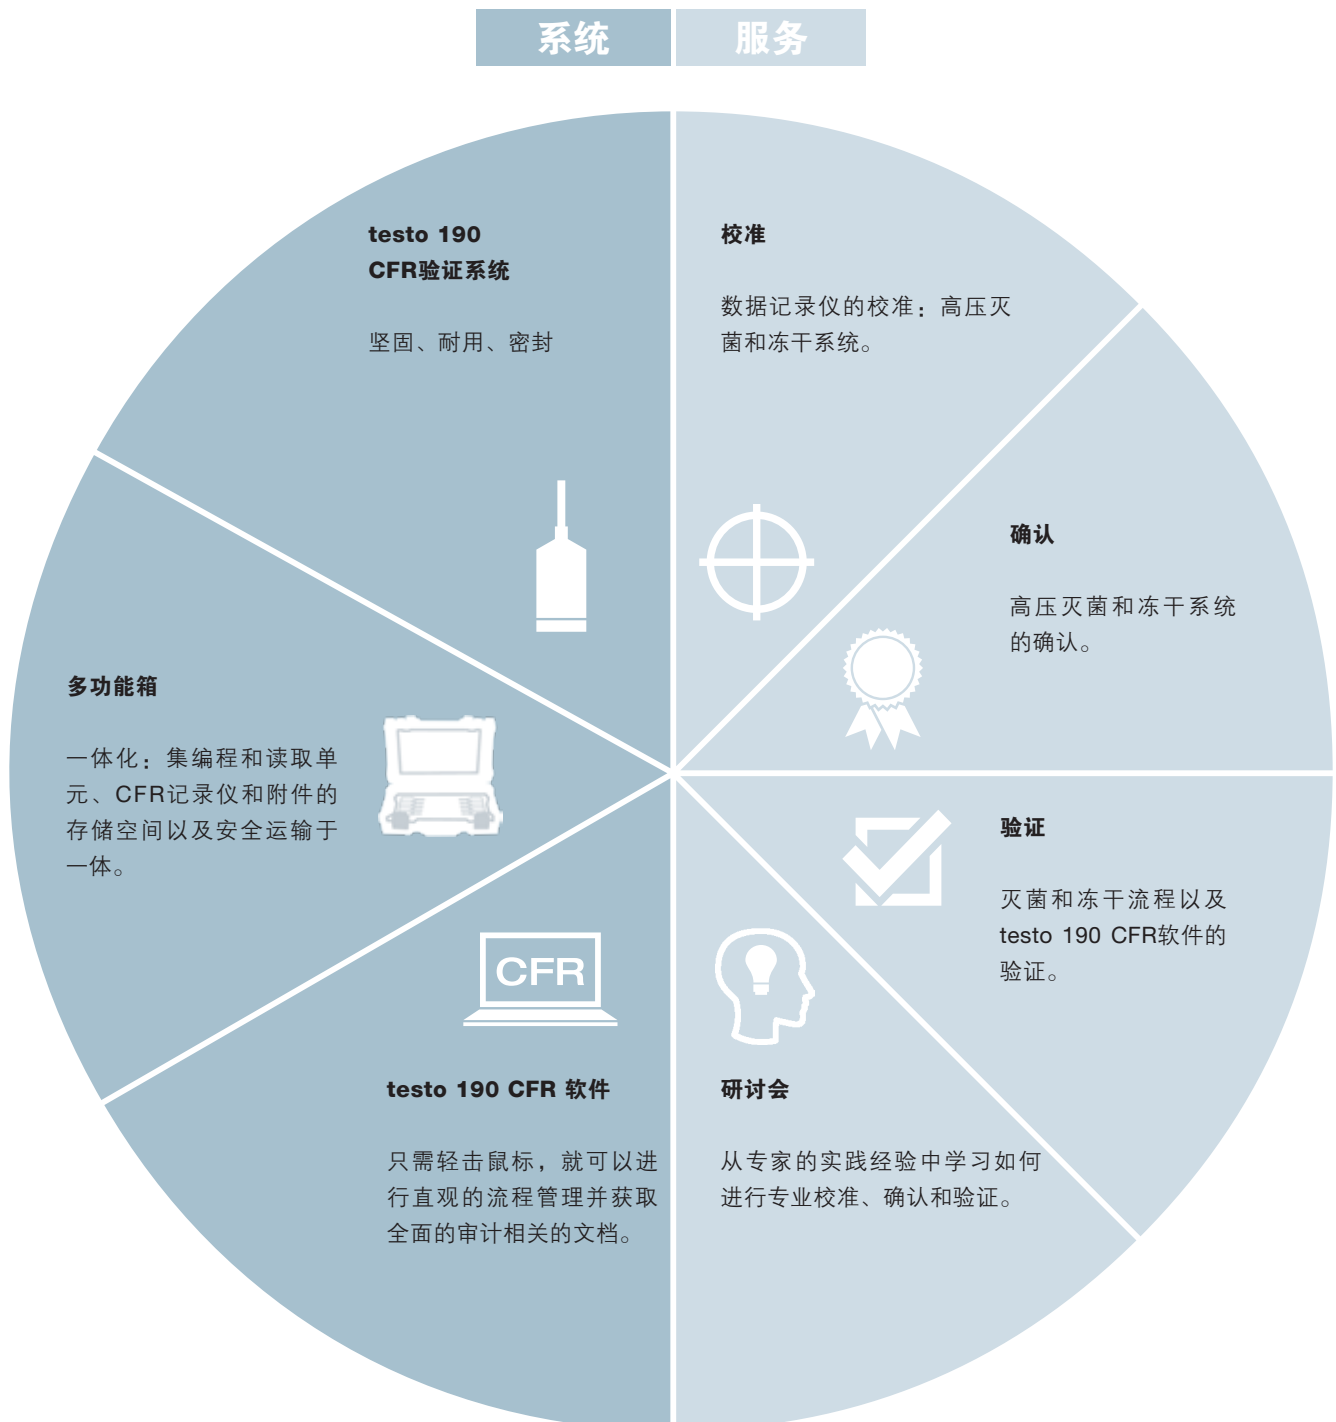 系统
服务
testo 190
CFR验证系统
坚固、耐用、密封
多功能箱
一体化：集编程和读取单
元、CFR记录仪和附件的
存储空间以及安全运输于
一体。
CFR
testo 190 CFR 软件
只需轻击鼠标，就可以进
行直观的流程管理并获取
全面的审计相关的文档。
校准
数据记录仪的校准：高压灭
菌和冻干系统。
确认
高压灭菌和冻干系统
的确认。
验证
灭菌和冻干流程以及
testo 190 CFR软件的
验证。
研讨会
从专家的实践经验中学习如何
进行专业校准、确认和验证。